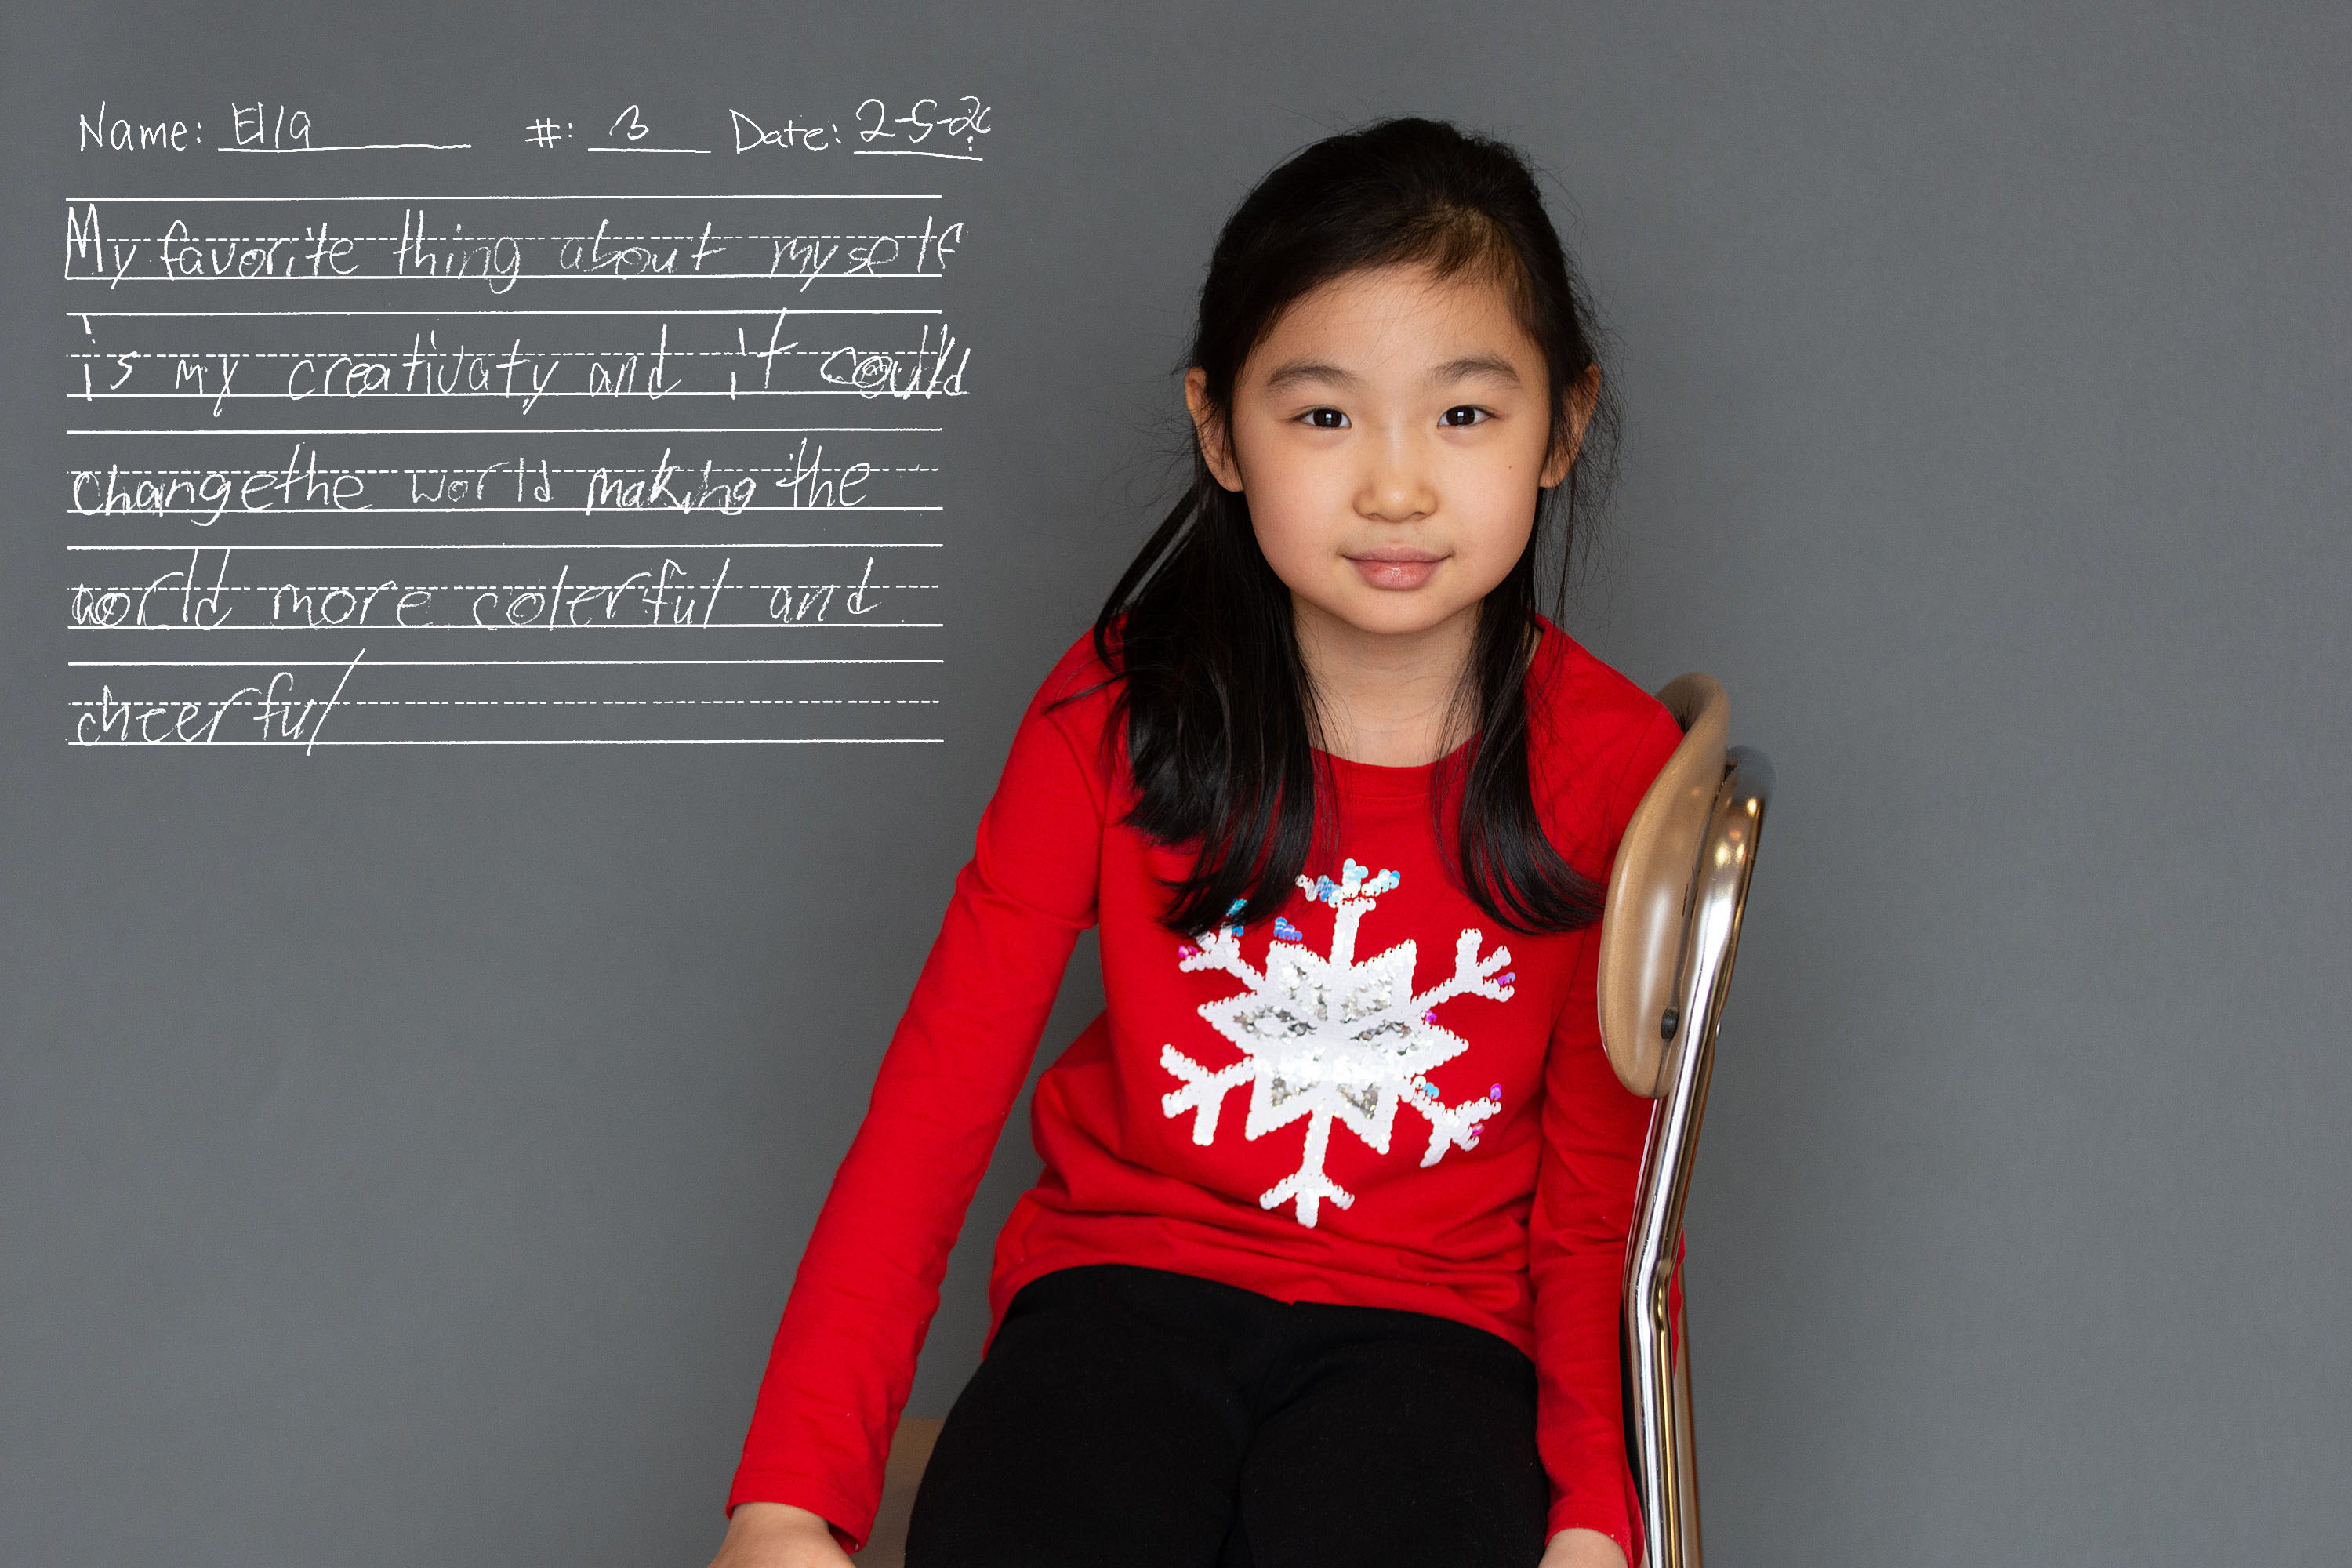 Name: Ella #: 3 Date: 2-5-20
My favorite thing about myself
is my creativaty and it could
changethe world making the
world more colerful and
cheerful